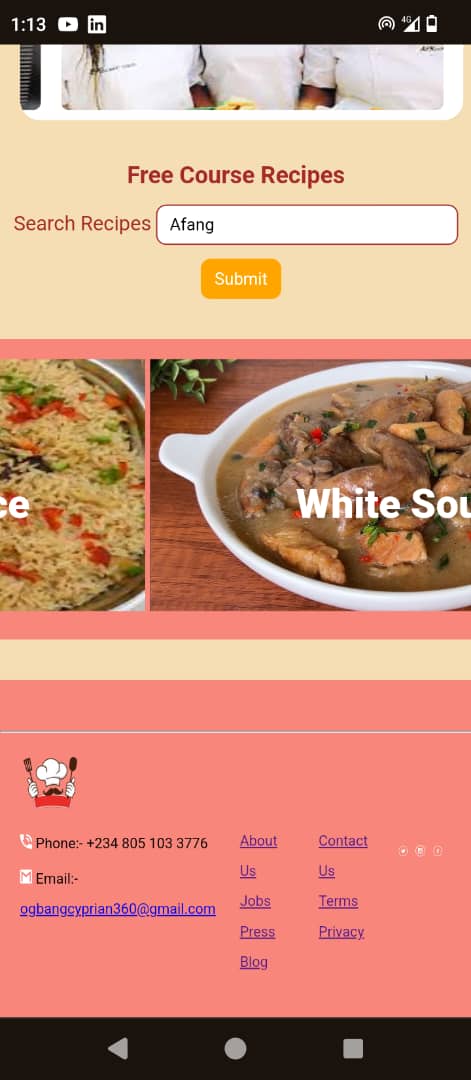 1:13
4G
Free Course Recipes
Search Recipes Afang
Submit
ce
White Sou
Phone:- +234 805 103 3776
Email:-
ogbangcyprian360@gmail.com
About
Us
Jobs
Press
Blog
Contact
Us
Terms
Privacy